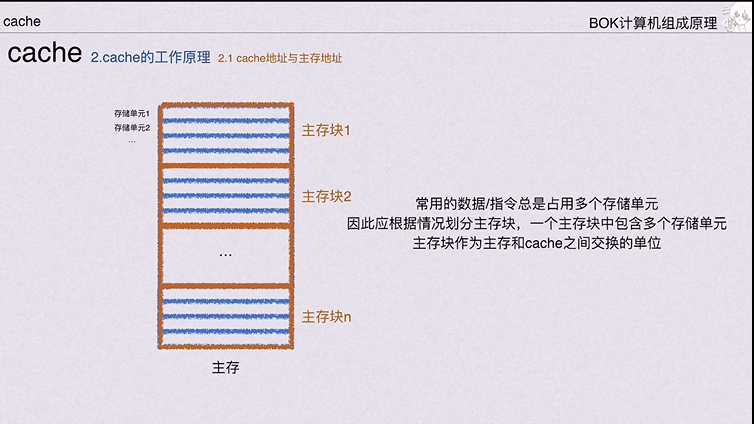 cache
BOK计算机组成原理
cache 2.cache的工作原理 2.1 cache地址与主存地址
存储单元1
存储单元2
...
主存块1
主存块2
常用的数据/指令总是占用多个存储单元
因此应根据情况划分主存块，一个主存块中包含多个存储单元
主存块作为主存和cache之间交换的单位
...
主存块n
主存